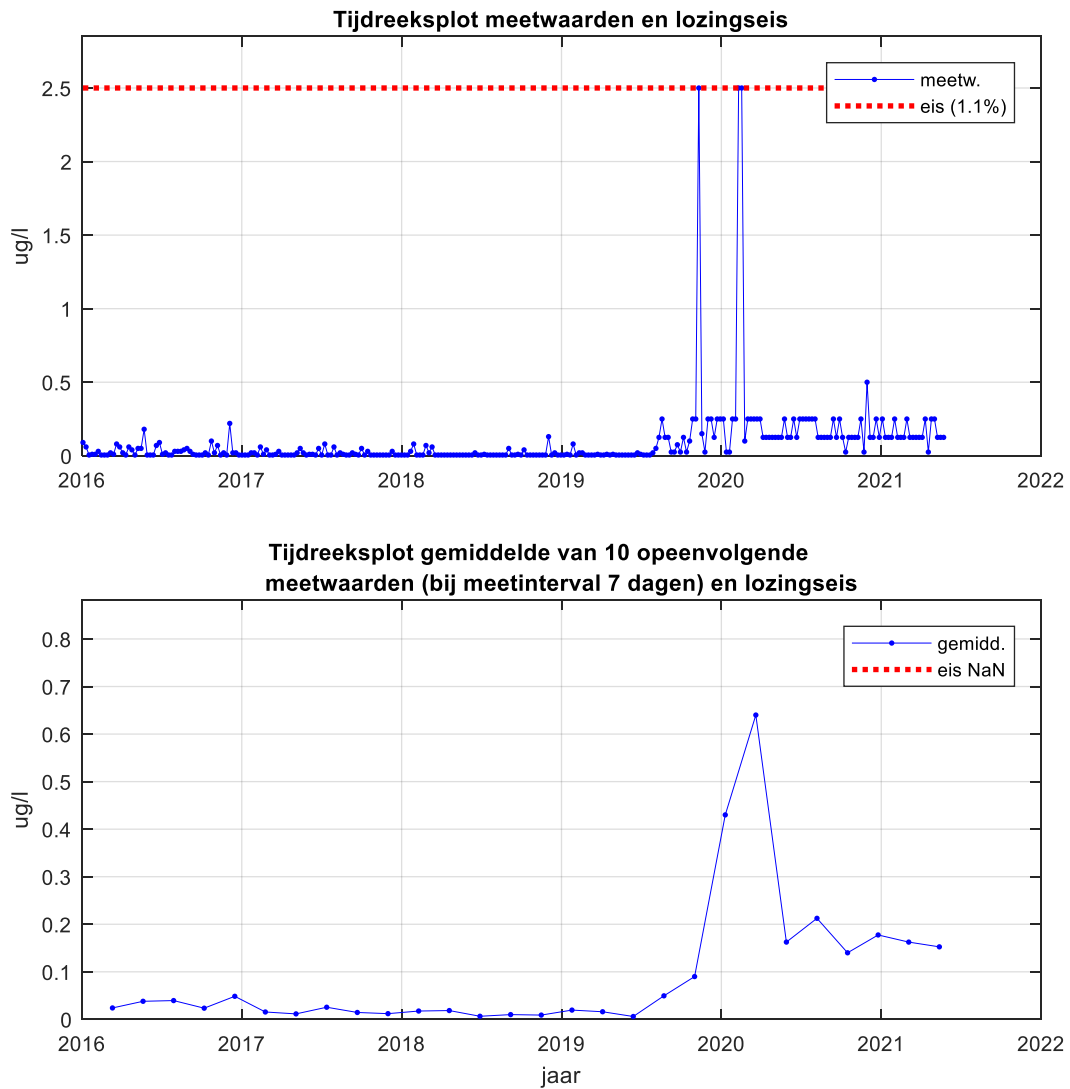 Tijdreeksplot meetwaarden en lozingseis
2.5
2
1.5
1
0.5
0
ug/l
meetw.
eis (1.1%)
2016 2017 2018 2019 2020 2021 2022
Tijdreeksplot gemiddelde van 10 opeenvolgende
meetwaarden (bij meetinterval 7 dagen) en lozingseis
0.8
0.7
0.6
0.5
0.4
0.3
0.2
0.1
0
ug/l
gemidd.
eis NaN
2016 2017 2018 2019 2020 2021 2022
jaar